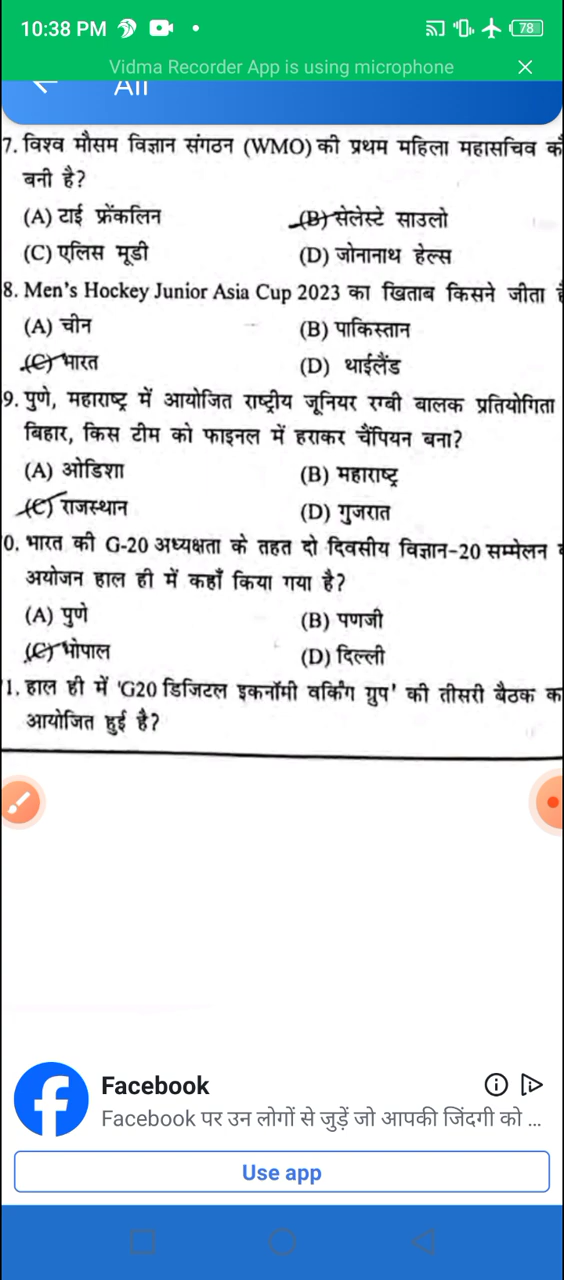 10:38 PM
78
Vidma Recorder App is using microphone
All
7. विश्व मौसम विज्ञान संगठन (WMO) की प्रथम महिला महासचिव कौ
बनी है?
(A) टाई फ्रेंकलिन (B) सेलेस्टे साउलो
(C) एलिस मूडी (D) जोनानाथ हेल्स
8. Men's Hockey Junior Asia Cup 2023 का खिताब किसने जीता है
(A) चीन (B) पाकिस्तान
(C) भारत (D) थाईलैंड
9. पुणे, महाराष्ट्र में आयोजित राष्ट्रीय जूनियर रग्बी बालक प्रतियोगिता
बिहार, किस टीम को फाइनल में हराकर चैंपियन बना?
(A) ओडिशा (B) महाराष्ट्र
(C) राजस्थान (D) गुजरात
0. भारत की G-20 अध्यक्षता के तहत दो दिवसीय विज्ञान-20 सम्मेलन
अयोजन हाल ही में कहाँ किया गया है?
(A) पुणे (B) पणजी
(C) भोपाल (D) दिल्ली
1. हाल ही में 'G20 डिजिटल इकनॉमी वर्किंग ग्रुप' की तीसरी बैठक क
आयोजित हुई है?
Facebook
Facebook पर उन लोगों से जुड़ें जो आपकी जिंदगी को ...
Use app